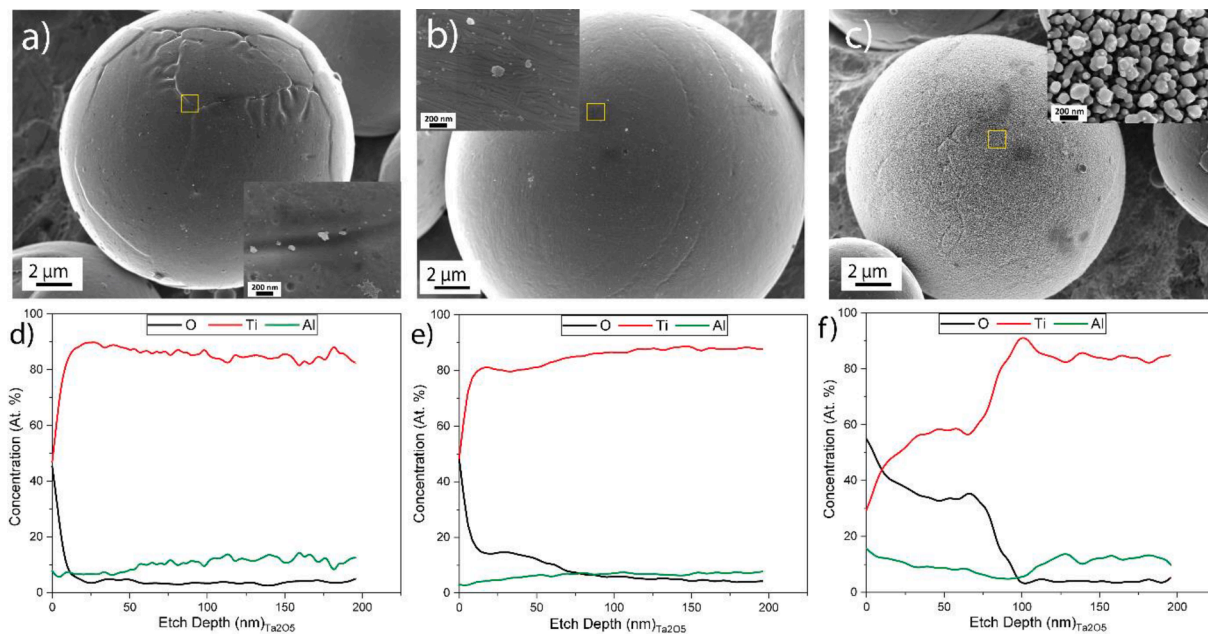 a)
2 μm
200 nm
b)
200 nm
2 μm
c)
200 nm
2 μm
d)
O Ti Al
100
80
60
40
20
0
Concentration (At. %)
0 50 100 150 200
Etch Depth (nm)Ta2O5
e)
O Ti Al
100
80
60
40
20
0
Concentration (At. %)
0 50 100 150 200
Etch Depth (nm)Ta2O5
f)
O Ti Al
100
80
60
40
20
0
Concentration (At. %)
0 50 100 150 200
Etch Depth (nm)Ta2O5